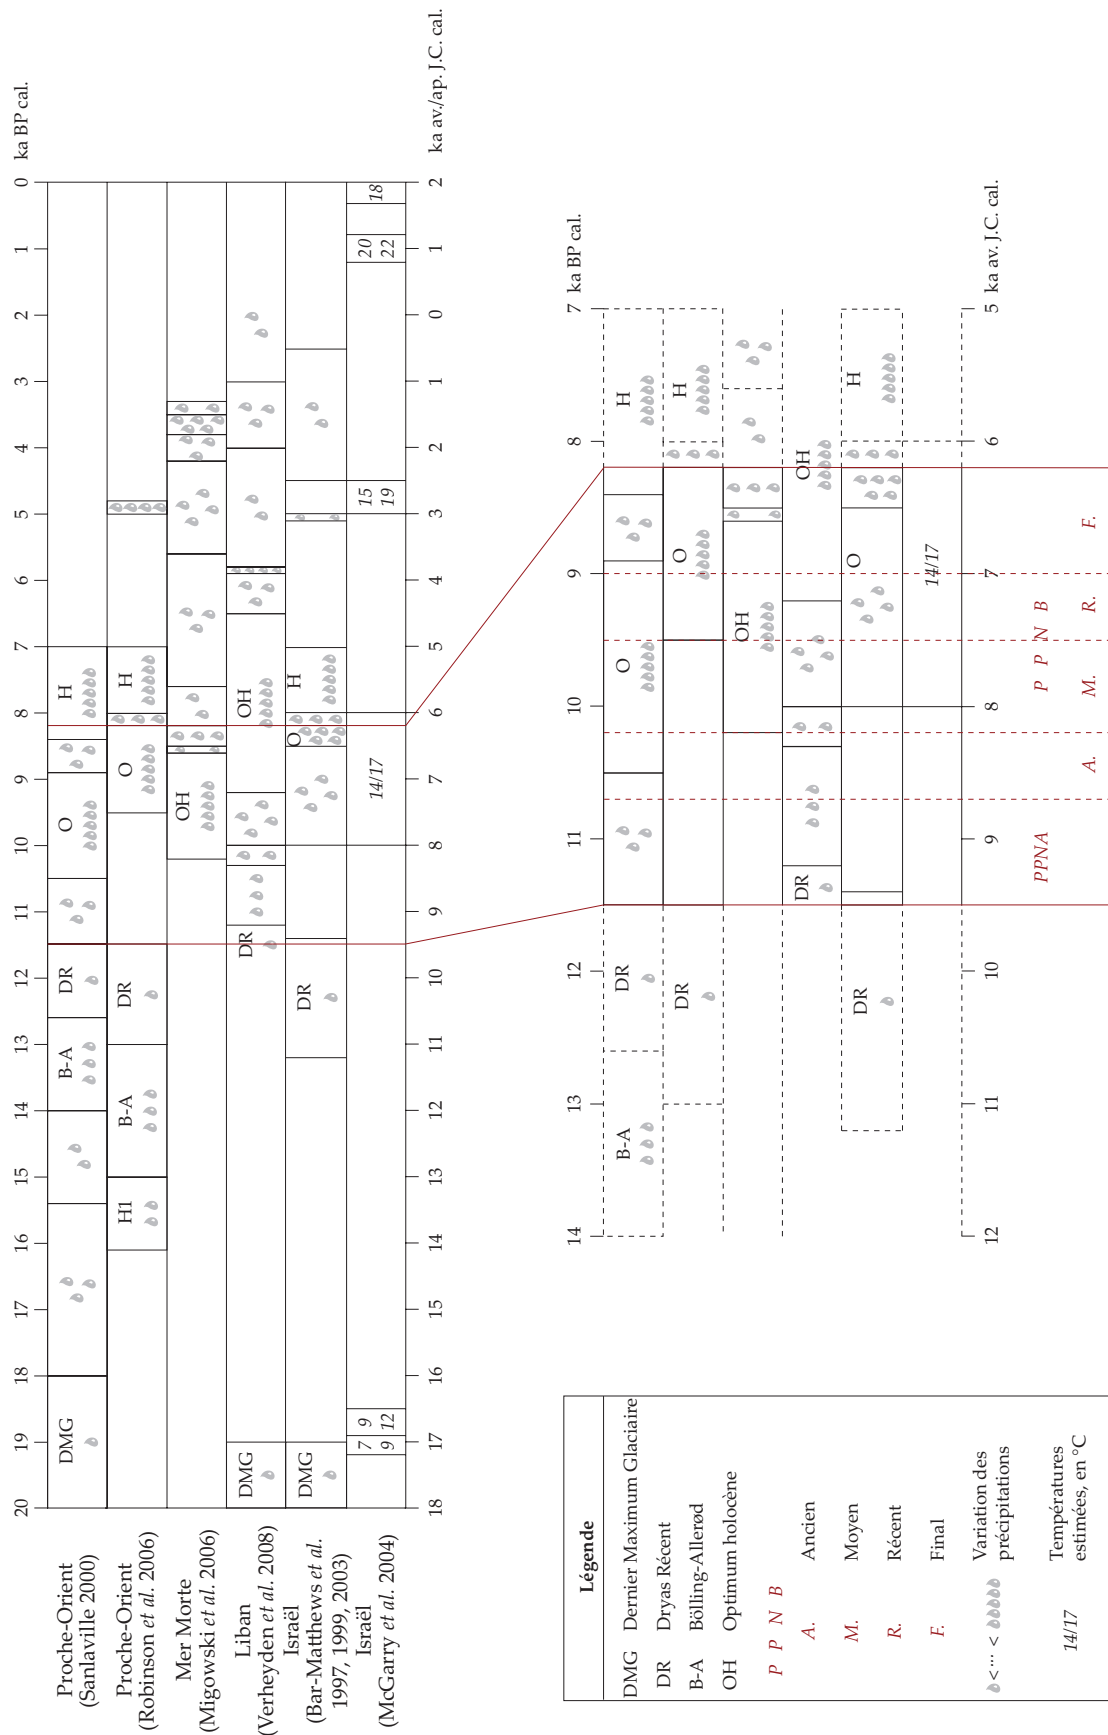 20 19 18 17 16 15 14 13 12 11 10 9 8 7 6 5 4 3 2 1 0 ka BP cal.
Proche-Orient
(Sanlaville 2000)
DMG B-A DR O H
Proche-Orient
(Robinson et al. 2006)
H1 B-A DR O H
Mer Morte
(Migowski et al. 2006)
OH
Liban
(Verheyden et al. 2008)
DMG DR OH
Israël
(Bar-Matthews et al.
1997, 1999, 2003)
DMG DR O H
Israël
(McGarry et al. 2004)
7 9 14/17 15 20 18
9 12 19 22
18 17 16 15 14 13 12 11 10 9 8 7 6 5 4 3 2 1 0 1 2 ka av./ap. J.C. cal.
Légende
DMG Dernier Maximum Glaciaire
DR Dryas Récent
B-A Bölling-Allerød
OH Optimum holocène
P P N B
A. Ancien
M. Moyen
R. Récent
F. Final
< ... < Variation des
précipitations
14/17 Températures
estimées, en °C
14 13 12 11 10 9 8 7 ka BP cal.
B-A DR O H
DR O H
OH
DR OH
DR O H
14/17
12 11 10 9 8 7 6 5 ka av. J.C. cal.
PPNA P P N B
A. M. R. F.